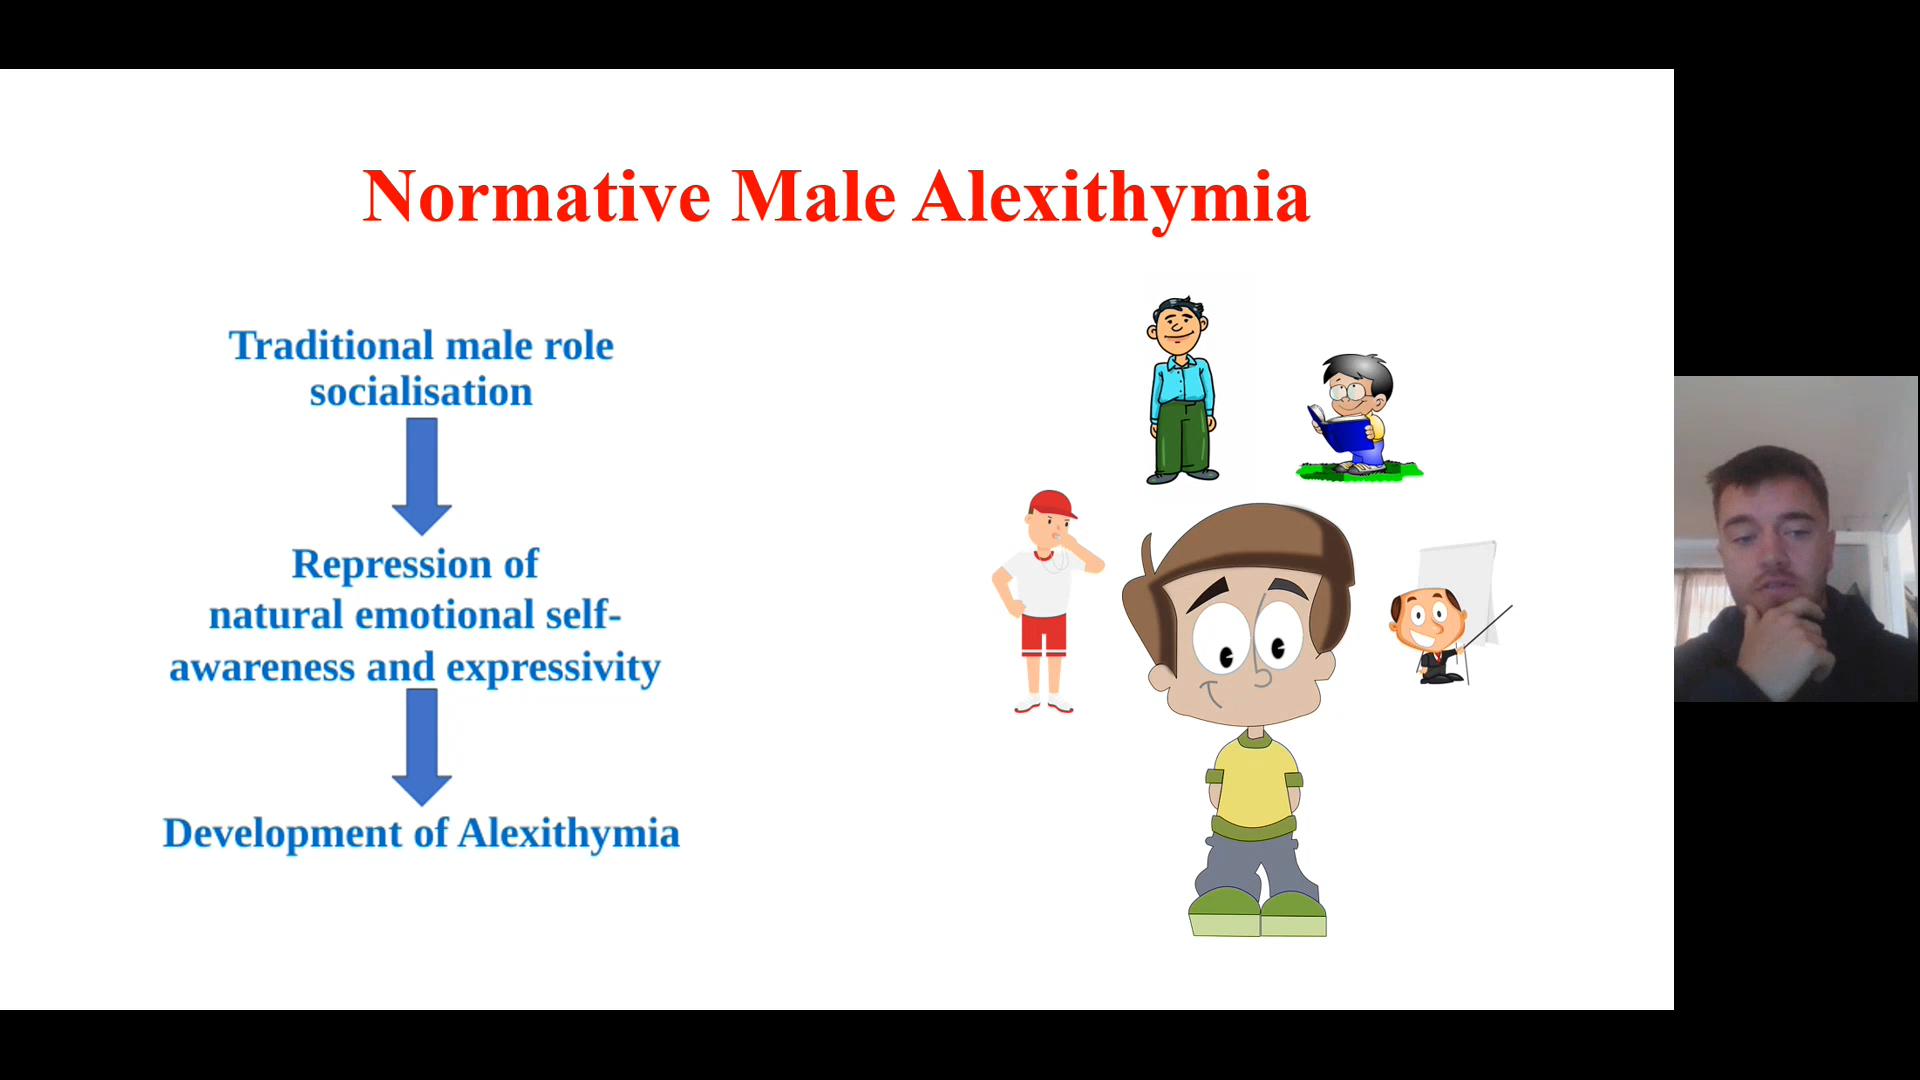 Normative Male Alexithymia
Traditional male role
socialisation
Repression of
natural emotional self-
awareness and expressivity
Development of Alexithymia